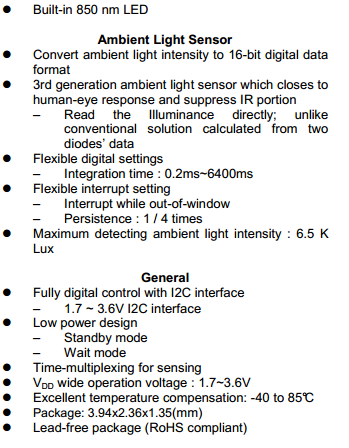 ● Built-in 850 nm LED
Ambient Light Sensor
● Convert ambient light intensity to 16-bit digital data
format
● 3rd generation ambient light sensor which closes to
human-eye response and suppress IR portion
– Read the Illuminance directly; unlike
conventional solution calculated from two
diodes' data
● Flexible digital settings
– Integration time : 0.2ms~6400ms
● Flexible interrupt setting
– Interrupt while out-of-window
– Persistence : 1 / 4 times
● Maximum detecting ambient light intensity : 6.5 K
Lux
General
● Fully digital control with I2C interface
– 1.7 ~ 3.6V I2C interface
● Low power design
– Standby mode
– Wait mode
● Time-multiplexing for sensing
● VDD wide operation voltage : 1.7~3.6V
● Excellent temperature compensation: -40 to 85℃
● Package: 3.94x2.36x1.35(mm)
● Lead-free package (RoHS compliant)